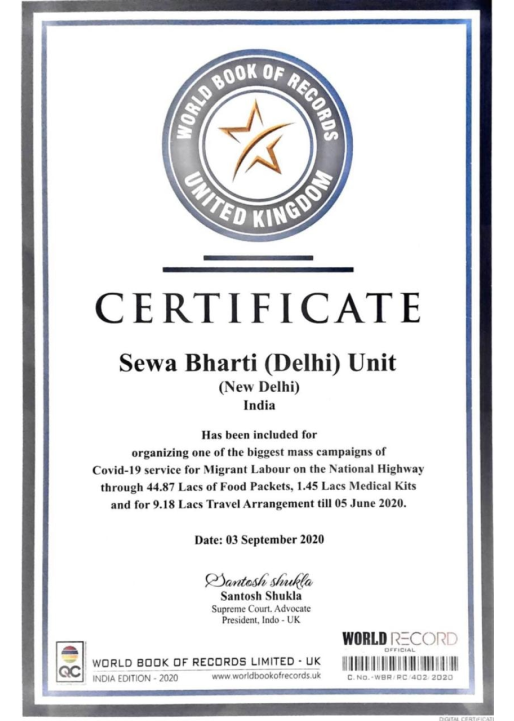 WORLD BOOK OF RECORDS
UNITED KINGDOM
CERTIFICATE
Sewa Bharti (Delhi) Unit
(New Delhi)
India
Has been included for
organizing one of the biggest mass campaigns of
Covid-19 service for Migrant Labour on the National Highway
through 44.87 Lacs of Food Packets, 1.45 Lacs Medical Kits
and for 9.18 Lacs Travel Arrangement till 05 June 2020.
Date: 03 September 2020
Santosh shukla
Santosh Shukla
Supreme Court, Advocate
President, Indo - UK
WORLD RECORD
OFFICIAL
QC
WORLD BOOK OF RECORDS LIMITED - UK
INDIA EDITION - 2020 www.worldbookofrecords.uk
C. No.-WBR/RC/402-2020
DIGITAL CERTIFICATE